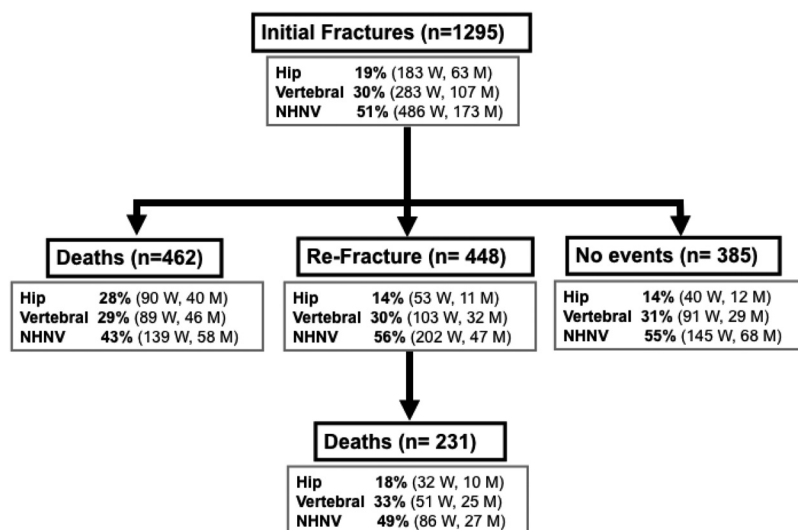 Initial Fractures (n=1295)
Hip 19% (183 W, 63 M)
Vertebral 30% (283 W, 107 M)
NHNV 51% (486 W, 173 M)
Deaths (n=462)
Hip 28% (90 W, 40 M)
Vertebral 29% (89 W, 46 M)
NHNV 43% (139 W, 58 M)
Re-Fracture (n= 448)
Hip 14% (53 W, 11 M)
Vertebral 30% (103 W, 32 M)
NHNV 56% (202 W, 47 M)
No events (n= 385)
Hip 14% (40 W, 12 M)
Vertebral 31% (91 W, 29 M)
NHNV 55% (145 W, 68 M)
Deaths (n= 231)
Hip 18% (32 W, 10 M)
Vertebral 33% (51 W, 25 M)
NHNV 49% (86 W, 27 M)